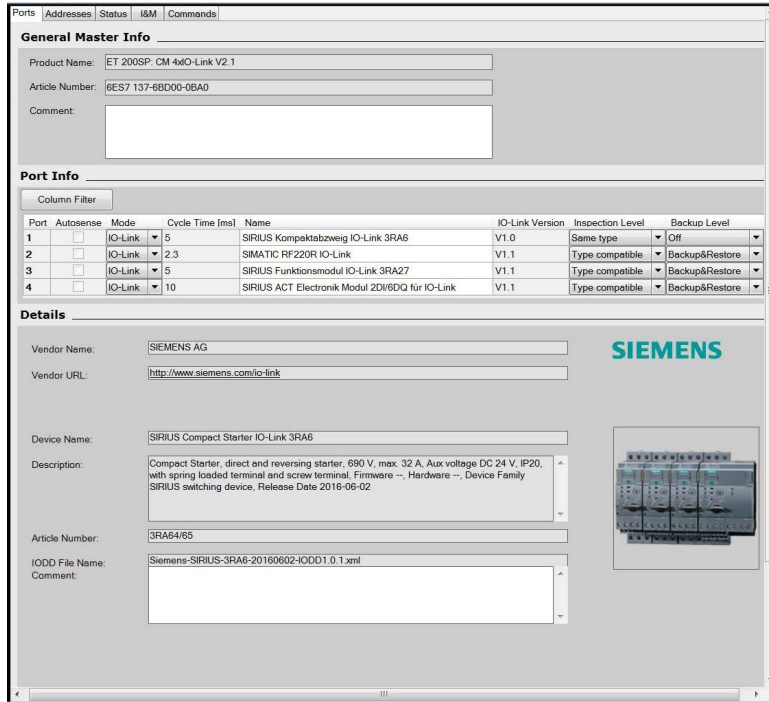 Ports Addresses Status I&M Commands
General Master Info
Product Name: ET 200SP: CM 4xIO-Link V2.1
Article Number: 6ES7 137-6BD00-0BA0
Comment:
Port Info
Column Filter
Port Autosense Mode Cycle Time [ms] Name IO-Link Version Inspection Level Backup Level
1 IO-Link 5 SIRIUS Kompaktabzweig IO-Link 3RA6 V1.0 Same type Off
2 IO-Link 2.3 SIMATIC RF220R IO-Link V1.1 Type compatible Backup&Restore
3 IO-Link 5 SIRIUS Funktionsmodul IO-Link 3RA27 V1.1 Type compatible Backup&Restore
4 IO-Link 10 SIRIUS ACT Electronik Modul 2DI/6DQ für IO-Link V1.1 Type compatible Backup&Restore
Details
Vendor Name: SIEMENS AG
SIEMENS
Vendor URL: http://www.siemens.com/io-link
Device Name: SIRIUS Compact Starter IO-Link 3RA6
Description: Compact Starter, direct and reversing starter, 690 V, max. 32 A, Aux voltage DC 24 V, IP20,
with spring loaded terminal and screw terminal, Firmware --, Hardware --, Device Family
SIRIUS switching device, Release Date 2016-06-02
Article Number: 3RA64/65
IODD File Name: Siemens-SIRIUS-3RA6-20160602-IODD1.0.1.xml
Comment: